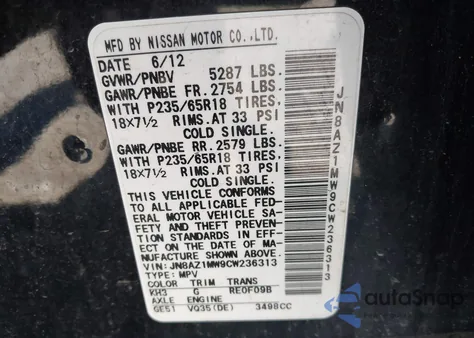 MFD BY NISSAN MOTOR CO.,LTD.
DATE 6/12
GVWR/PNBV 5287 LBS.
GAWR/PNBE FR. 2754 LBS.
WITH P235/65R18 TIRES,
18X7½ RIMS.AT 33 PSI
COLD SINGLE.
GAWR/PNBE RR. 2579 LBS.
WITH P235/65R18 TIRES,
18X7½ RIMS.AT 33 PSI
COLD SINGLE.
THIS VEHICLE CONFORMS
TO ALL APPLICABLE FED-
ERAL MOTOR VEHICLE SA-
FETY AND THEFT PREVEN-
TION STANDARDS IN EFF-
ECT ON THE DATE OF MA-
NUFACTURE SHOWN ABOVE.
VIN:JN8AZ1MW9CW236313
TYPE: MPV
COLOR TRIM TRANS
KH3 G RE0F09B
AXLE ENGINE
GE51 VQ35(DE) 3498CC
JN8AZ1MW9CW236313
autoSnap